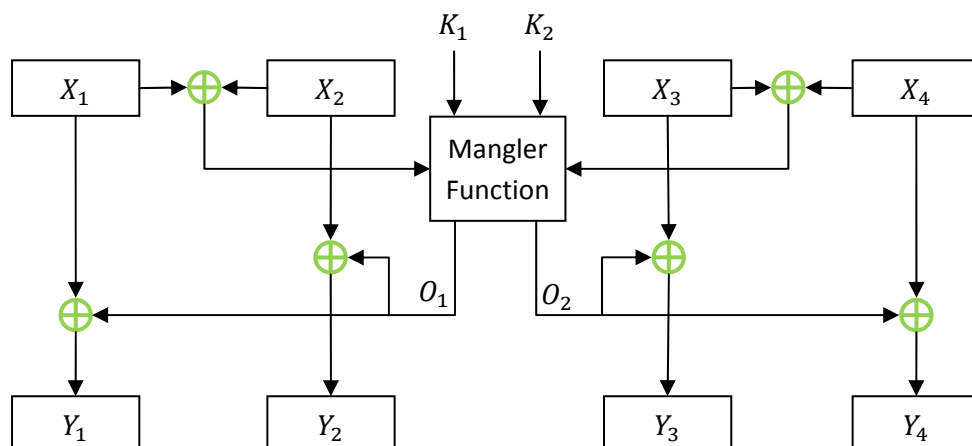 K₁ K₂
X₁ X₂ X₃ X₄
Mangler
Function
O₁ O₂
Y₁ Y₂ Y₃ Y₄